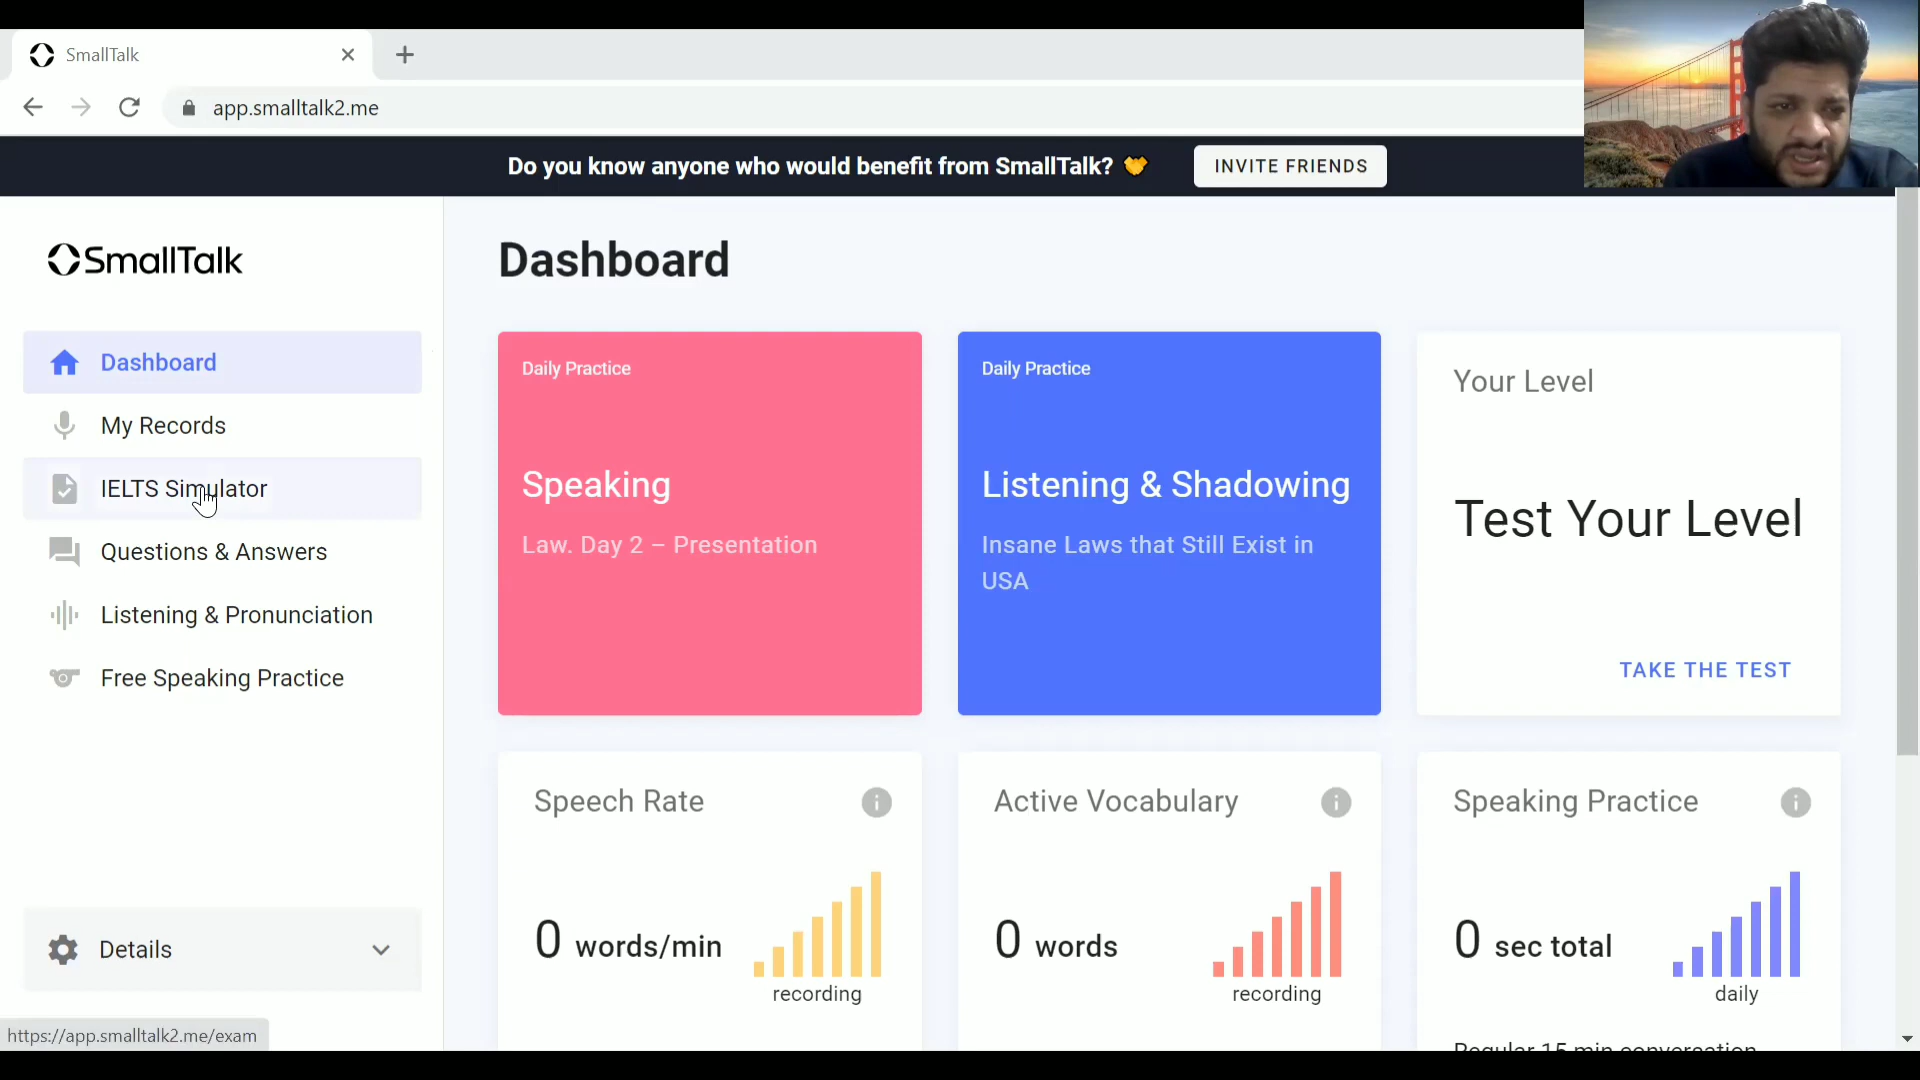 SmallTalk
app.smalltalk2.me
Do you know anyone who would benefit from SmallTalk?
INVITE FRIENDS
SmallTalk
Dashboard
My Records
IELTS Simulator
Questions & Answers
Listening & Pronunciation
Free Speaking Practice
Details
https://app.smalltalk2.me/exam
Dashboard
Daily Practice
Speaking
Law. Day 2 – Presentation
Daily Practice
Listening & Shadowing
Insane Laws that Still Exist in
USA
Your Level
Test Your Level
TAKE THE TEST
Speech Rate
0 words/min
recording
Active Vocabulary
0 words
recording
Speaking Practice
0 sec total
daily
Regular 15 min conversation